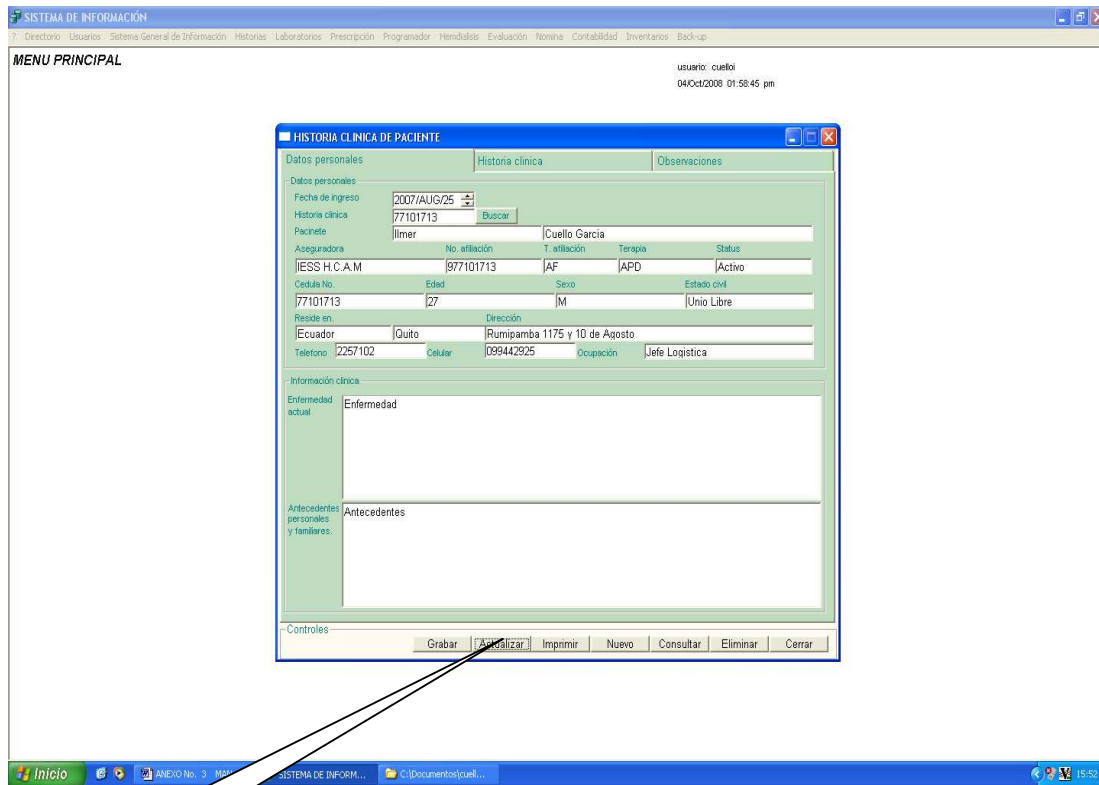 SISTEMA DE INFORMACIÓN
? Directorio Usuarios Sistema General de Información Historias Laboratorios Prescripción Programador Hemdialisis Evaluación Nomina Contabilidad Inventarios Back-up
MENU PRINCIPAL
usuario: cuelloi
04/Oct/2008 01:58:45 pm
HISTORIA CLINICA DE PACIENTE
Datos personales Historia clinica Observaciones
Datos personales
Fecha de ingreso 2007/AUG/25
Historia clinica 77101713 Buscar
Pacinete Ilmer Cuello Garcia
Aseguradora No. afiliación T. afiliación Terapia Status
IESS H.C.A.M 977101713 AF APD Activo
Cedula No. Edad Sexo Estado civil
77101713 27 M Unio Libre
Reside en. Dirección
Ecuador Quito Rumipamba 1175 y 10 de Agosto
Telefono 2257102 Celular 099442925 Ocupación Jefe Logistica
Información clinica
Enfermedad actual
Enfermedad
Antecedentes personales y familiares.
Antecedentes
Controles
Grabar Actualizar Imprimir Nuevo Consultar Eliminar Cerrar
Inicio ANEXO No. 3 SISTEMA DE INFORM... C:\Documentos\cuell... 15:52